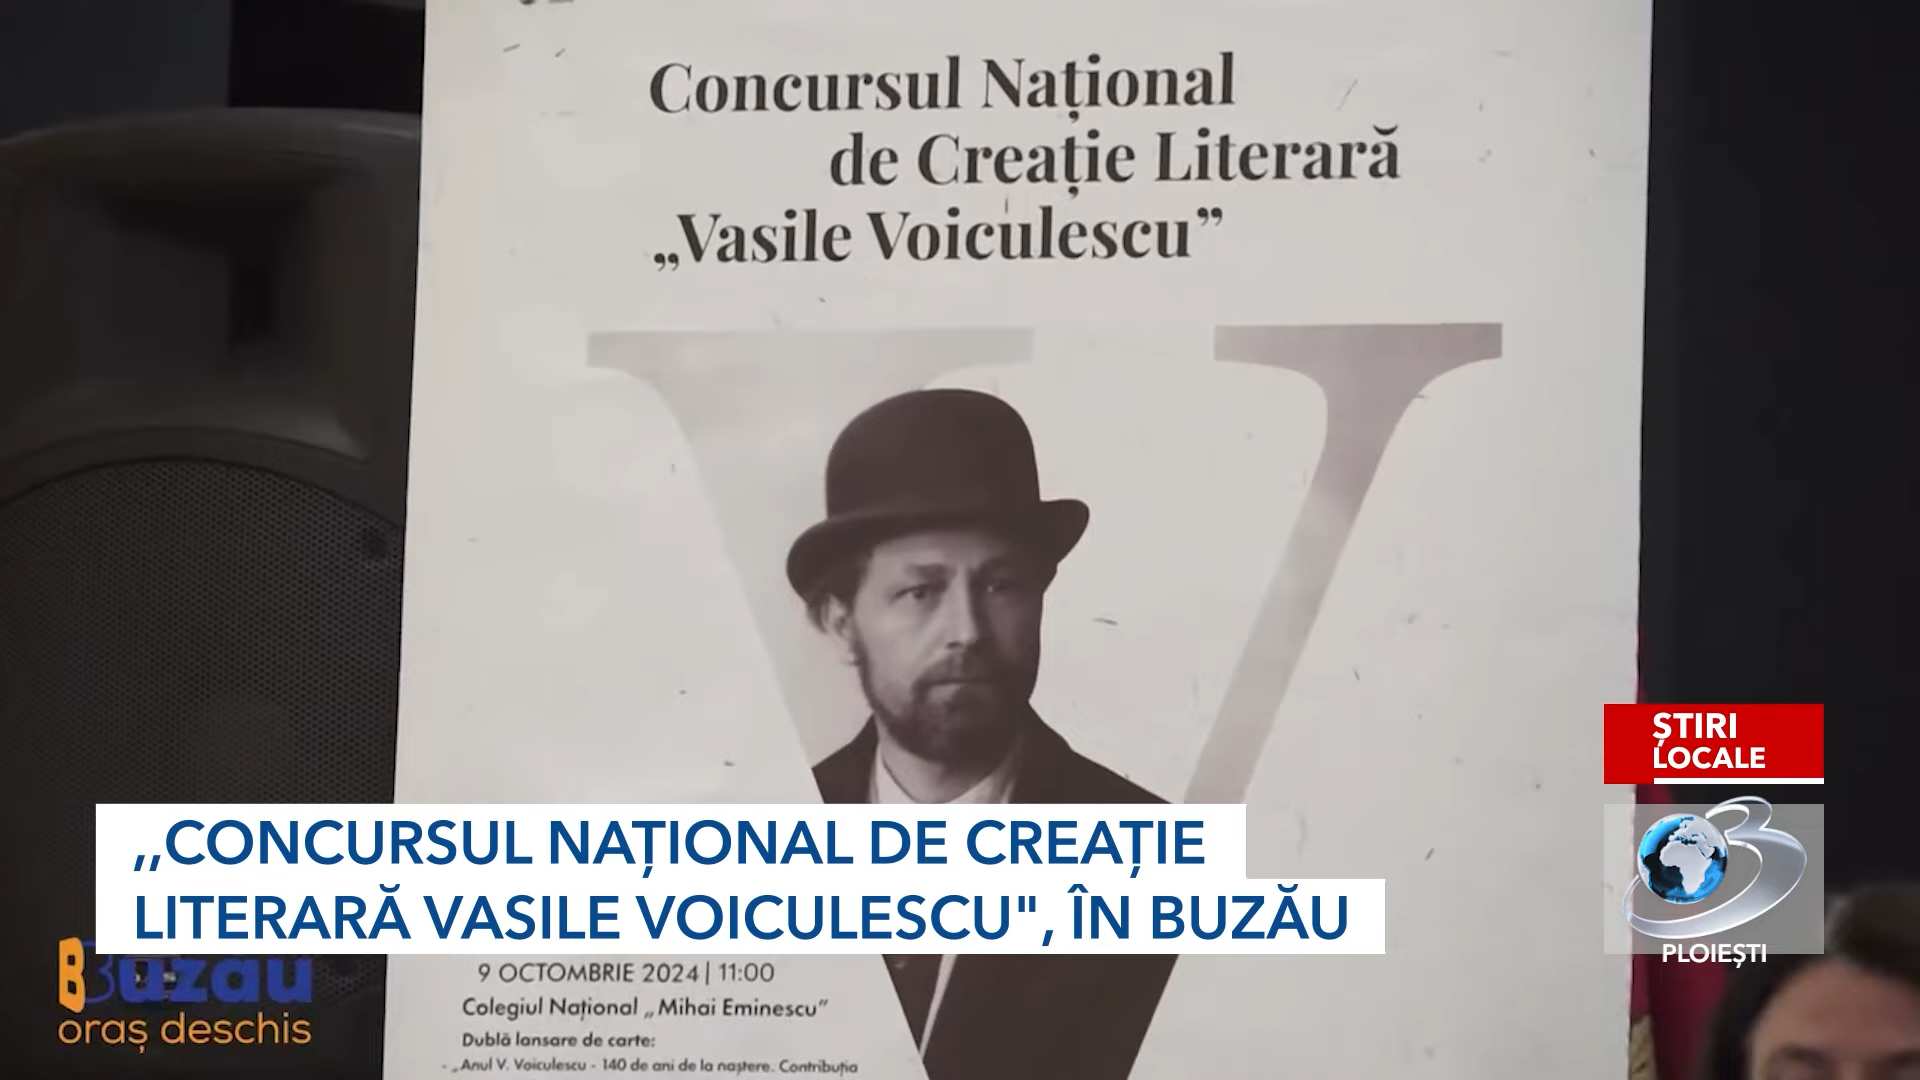 Concursul Național
de Creație Literară
„Vasile Voiculescu”
ȘTIRI
LOCALE
,,CONCURSUL NAȚIONAL DE CREAȚIE
LITERARĂ VASILE VOICULESCU", ÎN BUZĂU
3
PLOIEȘTI
Buzau
oraș deschis
9 OCTOMBRIE 2024 | 11:00
Colegiul Național „Mihai Eminescu”
Dublă lansare de carte:
- „Anul V. Voiculescu - 140 de ani de la naștere. Contribuția